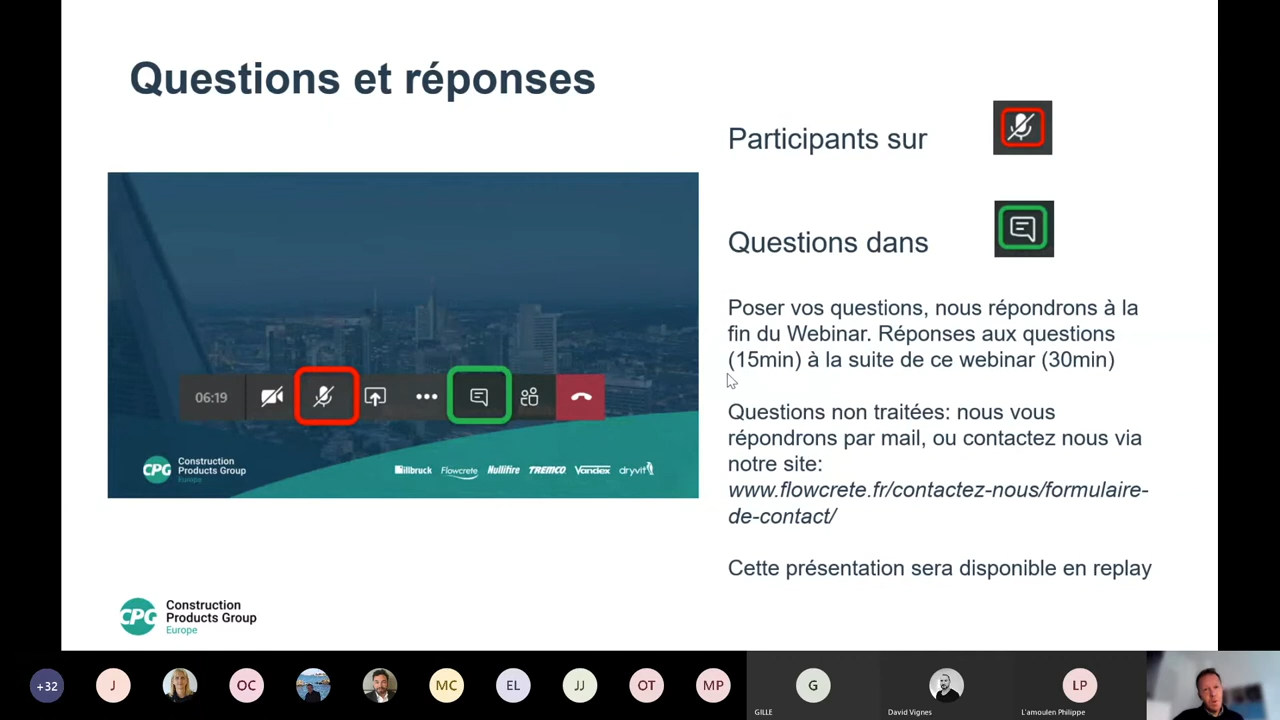 Questions et réponses
Participants sur
Questions dans
Poser vos questions, nous répondrons à la
fin du Webinar. Réponses aux questions
(15min) à la suite de ce webinar (30min)
Questions non traitées: nous vous
répondrons par mail, ou contactez nous via
notre site:
www.flowcrete.fr/contactez-nous/formulaire-
de-contact/
Cette présentation sera disponible en replay
06:19
CPG
Construction
Products Group
Europe
illbruck Flowcrete Nullifire TREMCO Vandex dryvit
CPG
Construction
Products Group
Europe
+32 J OC MC EL JJ OT MP G LP
GILLE David Vignes L'amoulen Philippe